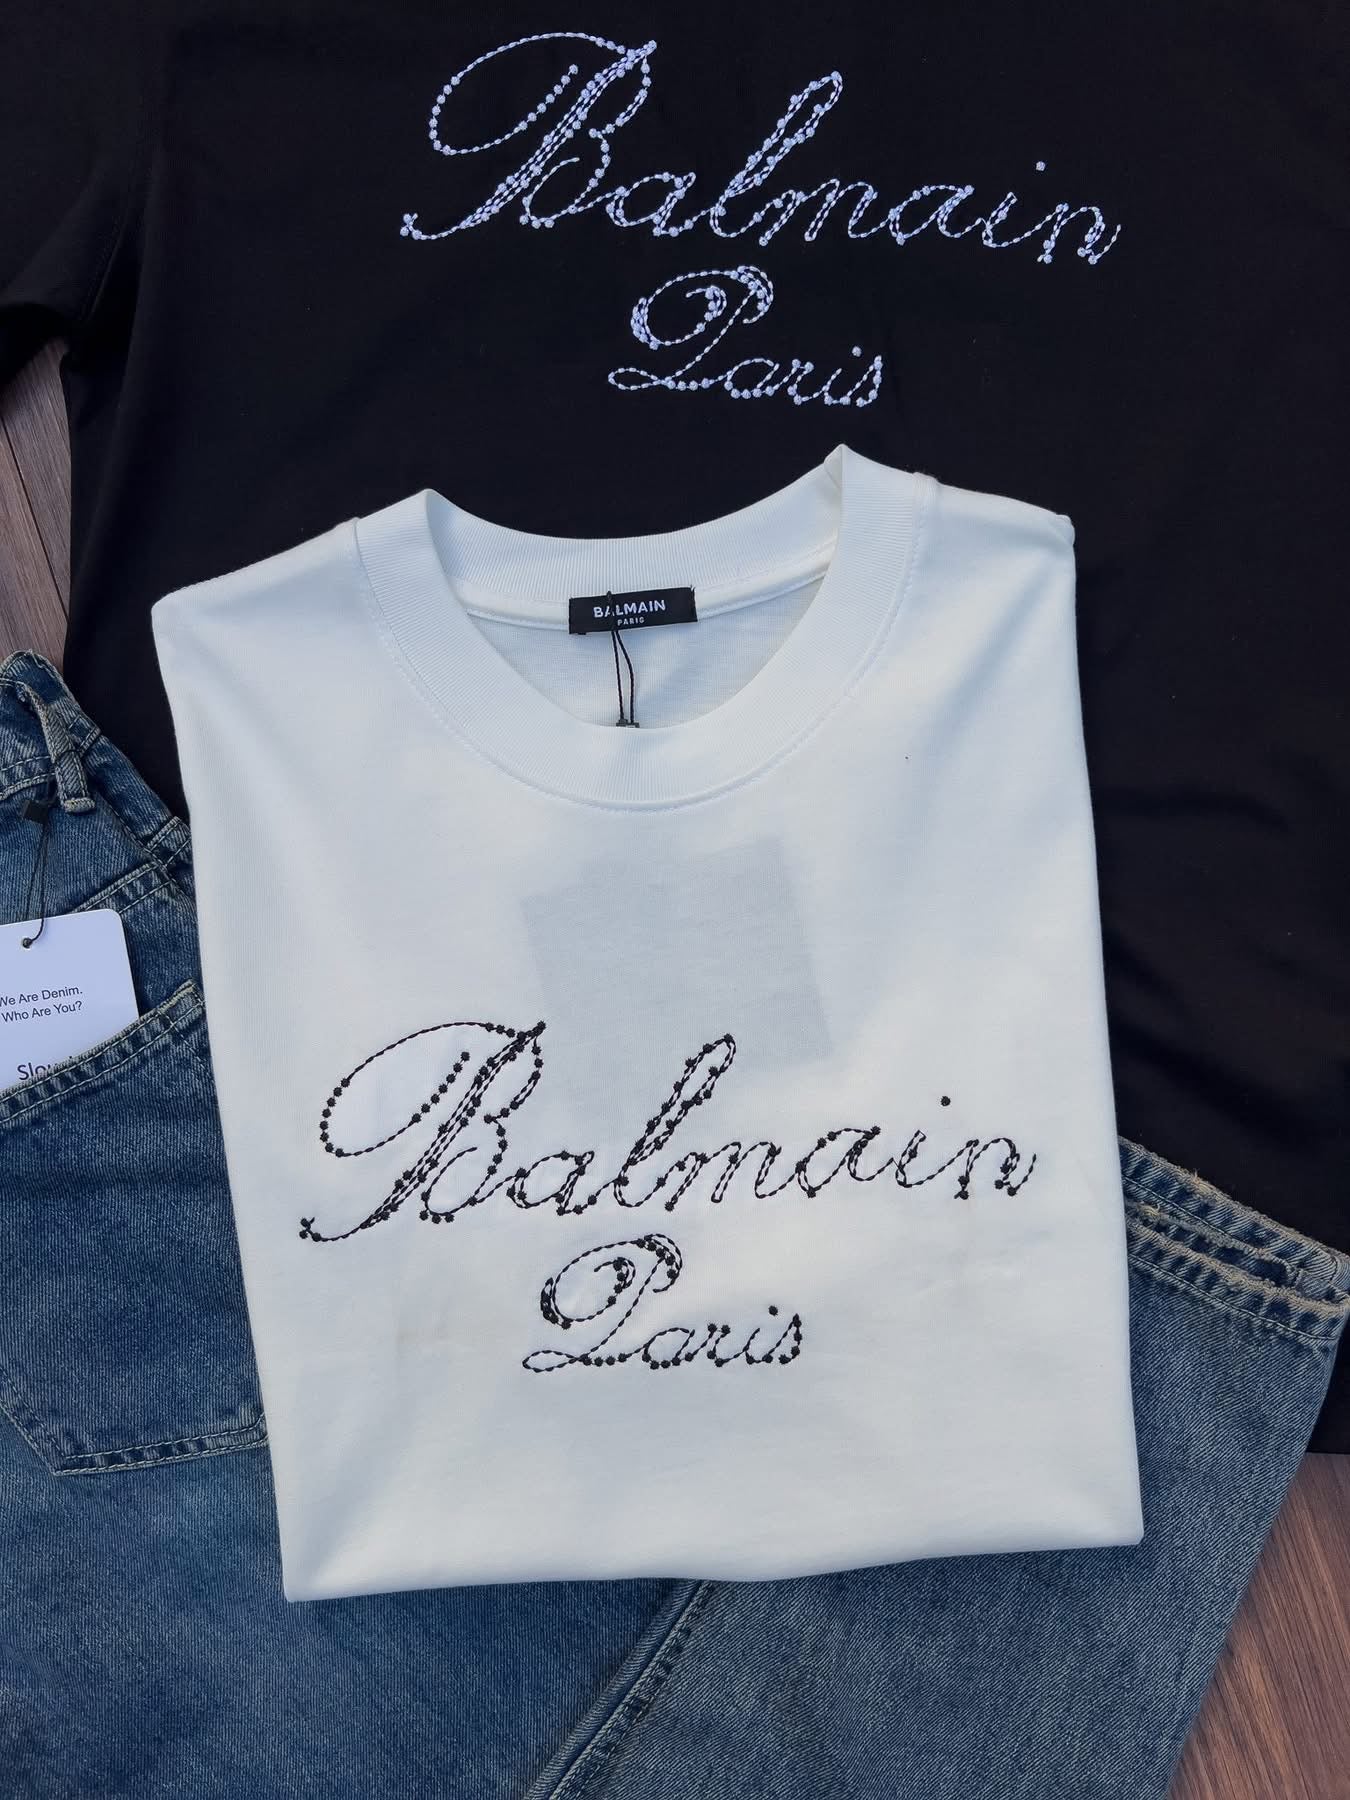 Balmain
Paris
BALMAIN
PARIS
We Are Denim.
Who Are You?
Balmain
Paris